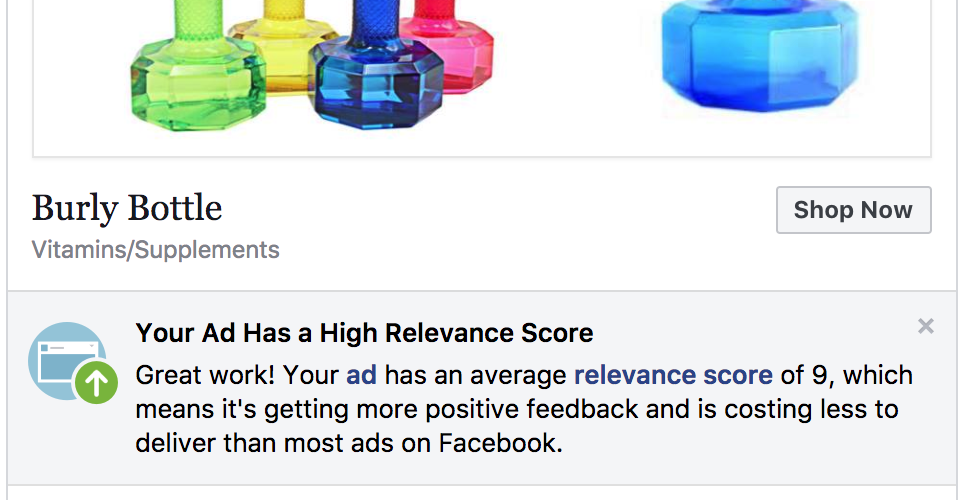 Burly Bottle
Shop Now
Vitamins/Supplements
Your Ad Has a High Relevance Score
Great work! Your ad has an average relevance score of 9, which
means it's getting more positive feedback and is costing less to
deliver than most ads on Facebook.